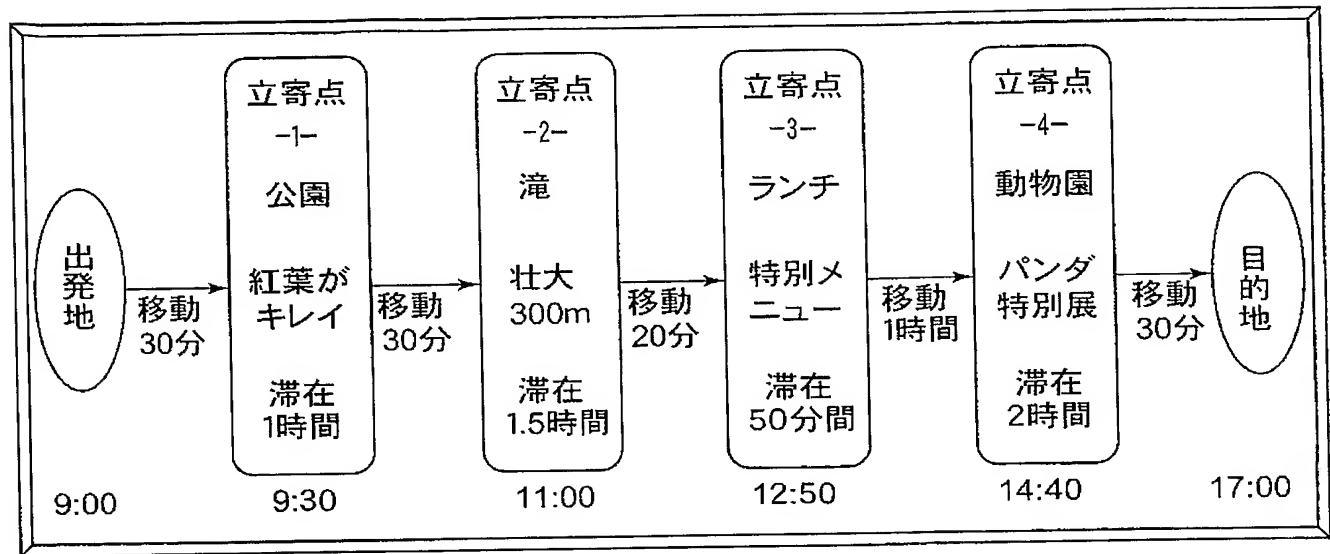 出発地
移動
30分
立寄点
-1-
公園
紅葉が
キレイ
滞在
1時間
移動
30分
立寄点
-2-
滝
壮大
300m
滞在
1.5時間
移動
20分
立寄点
-3-
ランチ
特別メ
ニュー
滞在
50分間
移動
1時間
立寄点
-4-
動物園
パンダ
特別展
滞在
2時間
移動
30分
目的地
9:00
9:30
11:00
12:50
14:40
17:00